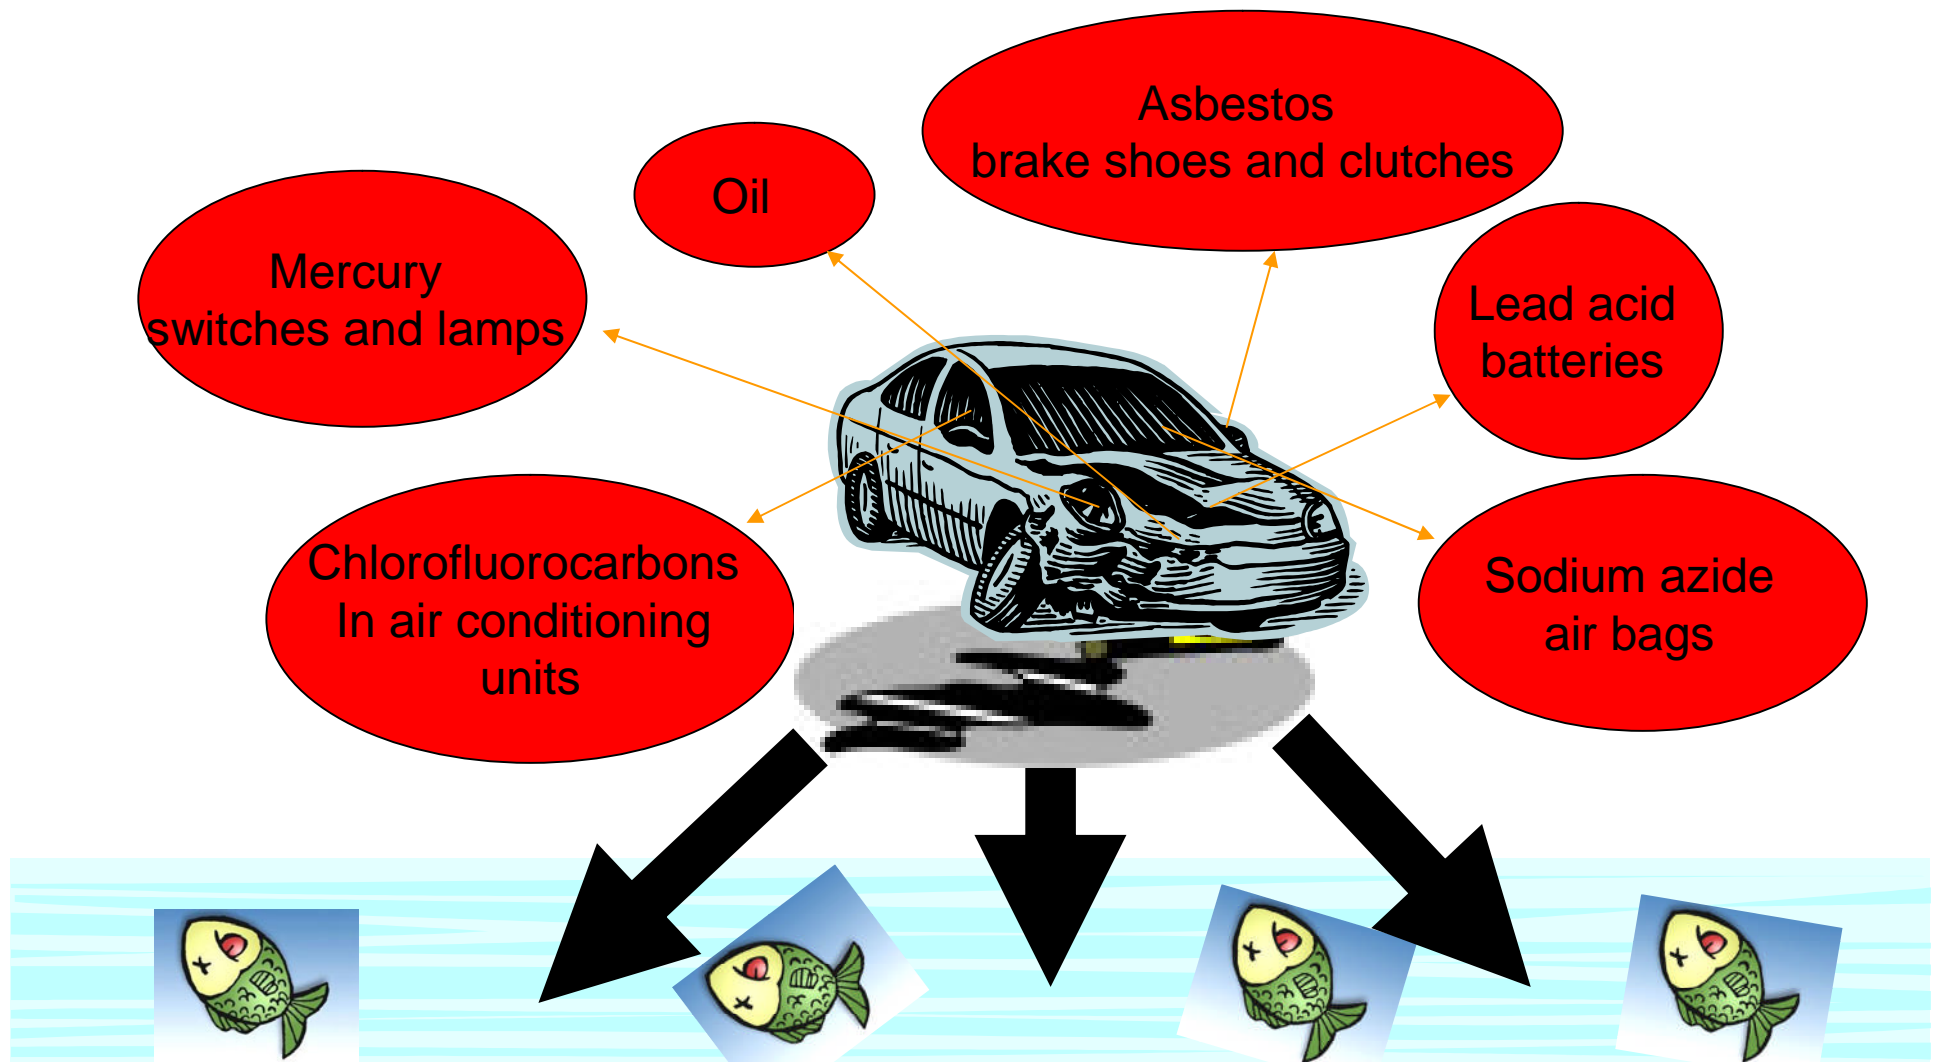 Asbestos
brake shoes and clutches
Oil
Mercury
switches and lamps
Lead acid
batteries
Chlorofluorocarbons
In air conditioning
units
Sodium azide
air bags